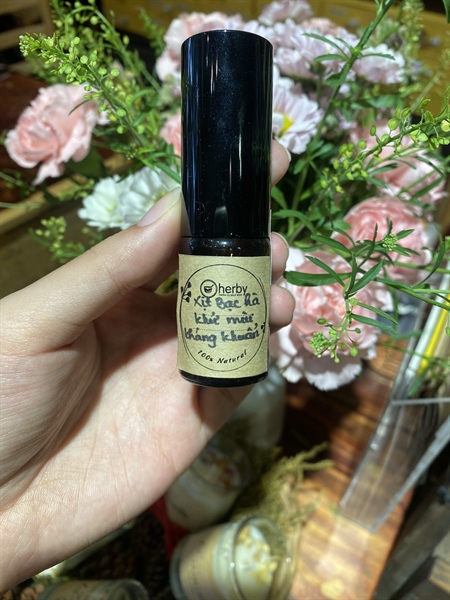 herby
Xịt Bạc hà
khử mùi
kháng khuẩn
100% Natural